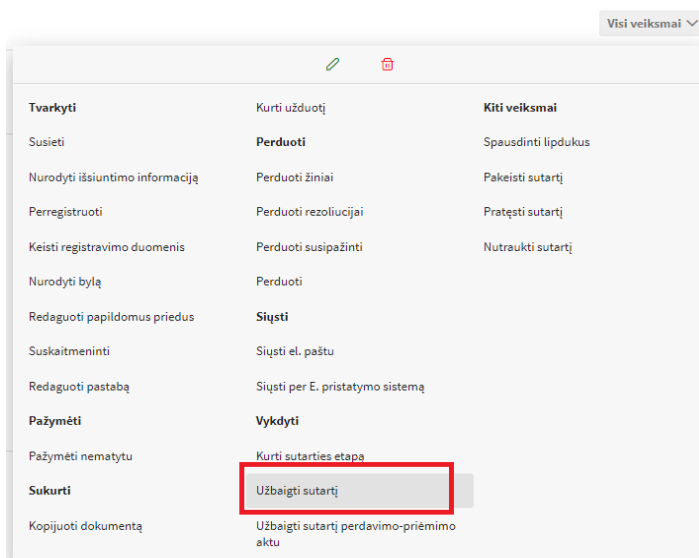 Visi veiksmai
Tvarkyti
Susieti
Nurodyti išsiuntimo informaciją
Perregistruoti
Keisti registravimo duomenis
Nurodyti bylą
Redaguoti papildomus priedus
Suskaitmeninti
Redaguoti pastabą
Pažymėti
Pažymėti nematytu
Sukurti
Kopijuoti dokumentą
Kurti užduotį
Perduoti
Perduoti žiniai
Perduoti rezoliucijai
Perduoti susipažinti
Perduoti
Siųsti
Siųsti el. paštu
Siųsti per E. pristatymo sistemą
Vykdyti
Kurti sutarties etapą
Užbaigti sutartį
Užbaigti sutartį perdavimo-priėmimo
aktu
Kiti veiksmai
Spausdinti lipdukus
Pakeisti sutartį
Pratęsti sutartį
Nutraukti sutartį